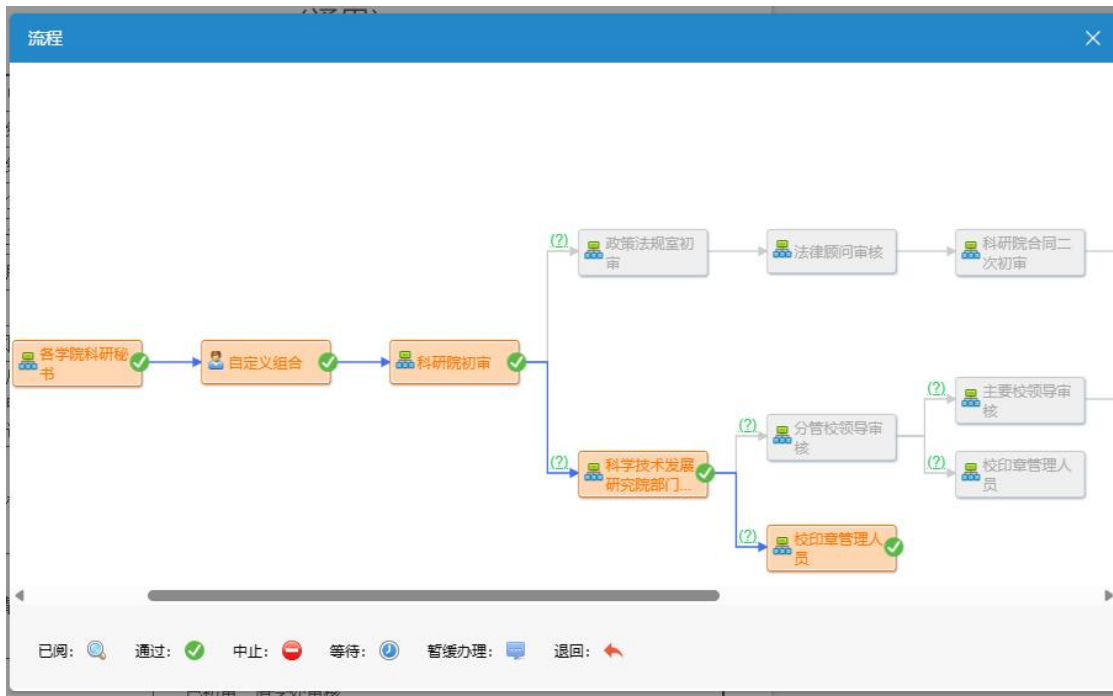 (通用)
流程
(?)
政策法规室初
审
法律顾问审核
科研院合同二
次初审
各学院科研秘
书
自定义组合
科研院初审
(?)
主要校领导审
核
(?)
分管校领导审
核
(?)
科学技术发展
研究院部门...
(?)
校印章管理人
员
(?)
校印章管理人
员
已阅:
通过:
中止:
等待:
暂缓办理:
退回: